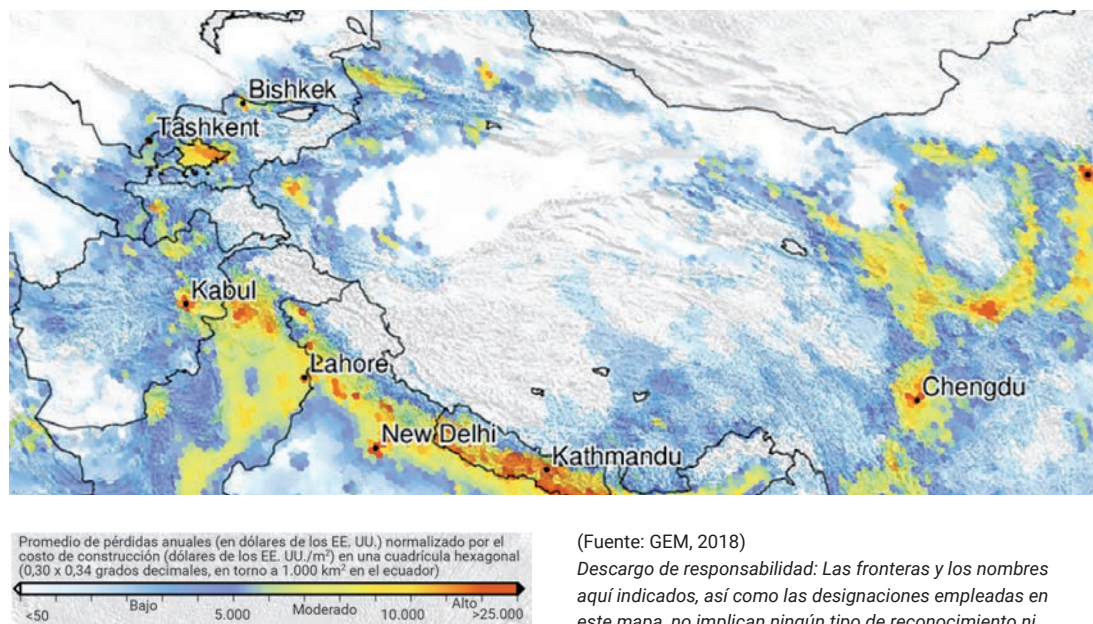 Bishkek
Tashkent
Kabul
Lahore
New Delhi
Kathmandu
Chengdu
Promedio de pérdidas anuales (en dólares de los EE. UU.) normalizado por el
costo de construcción (dólares de los EE. UU./m²) en una cuadrícula hexagonal
(0,30 x 0,34 grados decimales, en torno a 1.000 km² en el ecuador)
Bajo Moderado Alto
<50 5.000 10.000 >25.000
(Fuente: GEM, 2018)
Descargo de responsabilidad: Las fronteras y los nombres
aquí indicados, así como las designaciones empleadas en
este mapa, no implican ningún tipo de reconocimiento ni